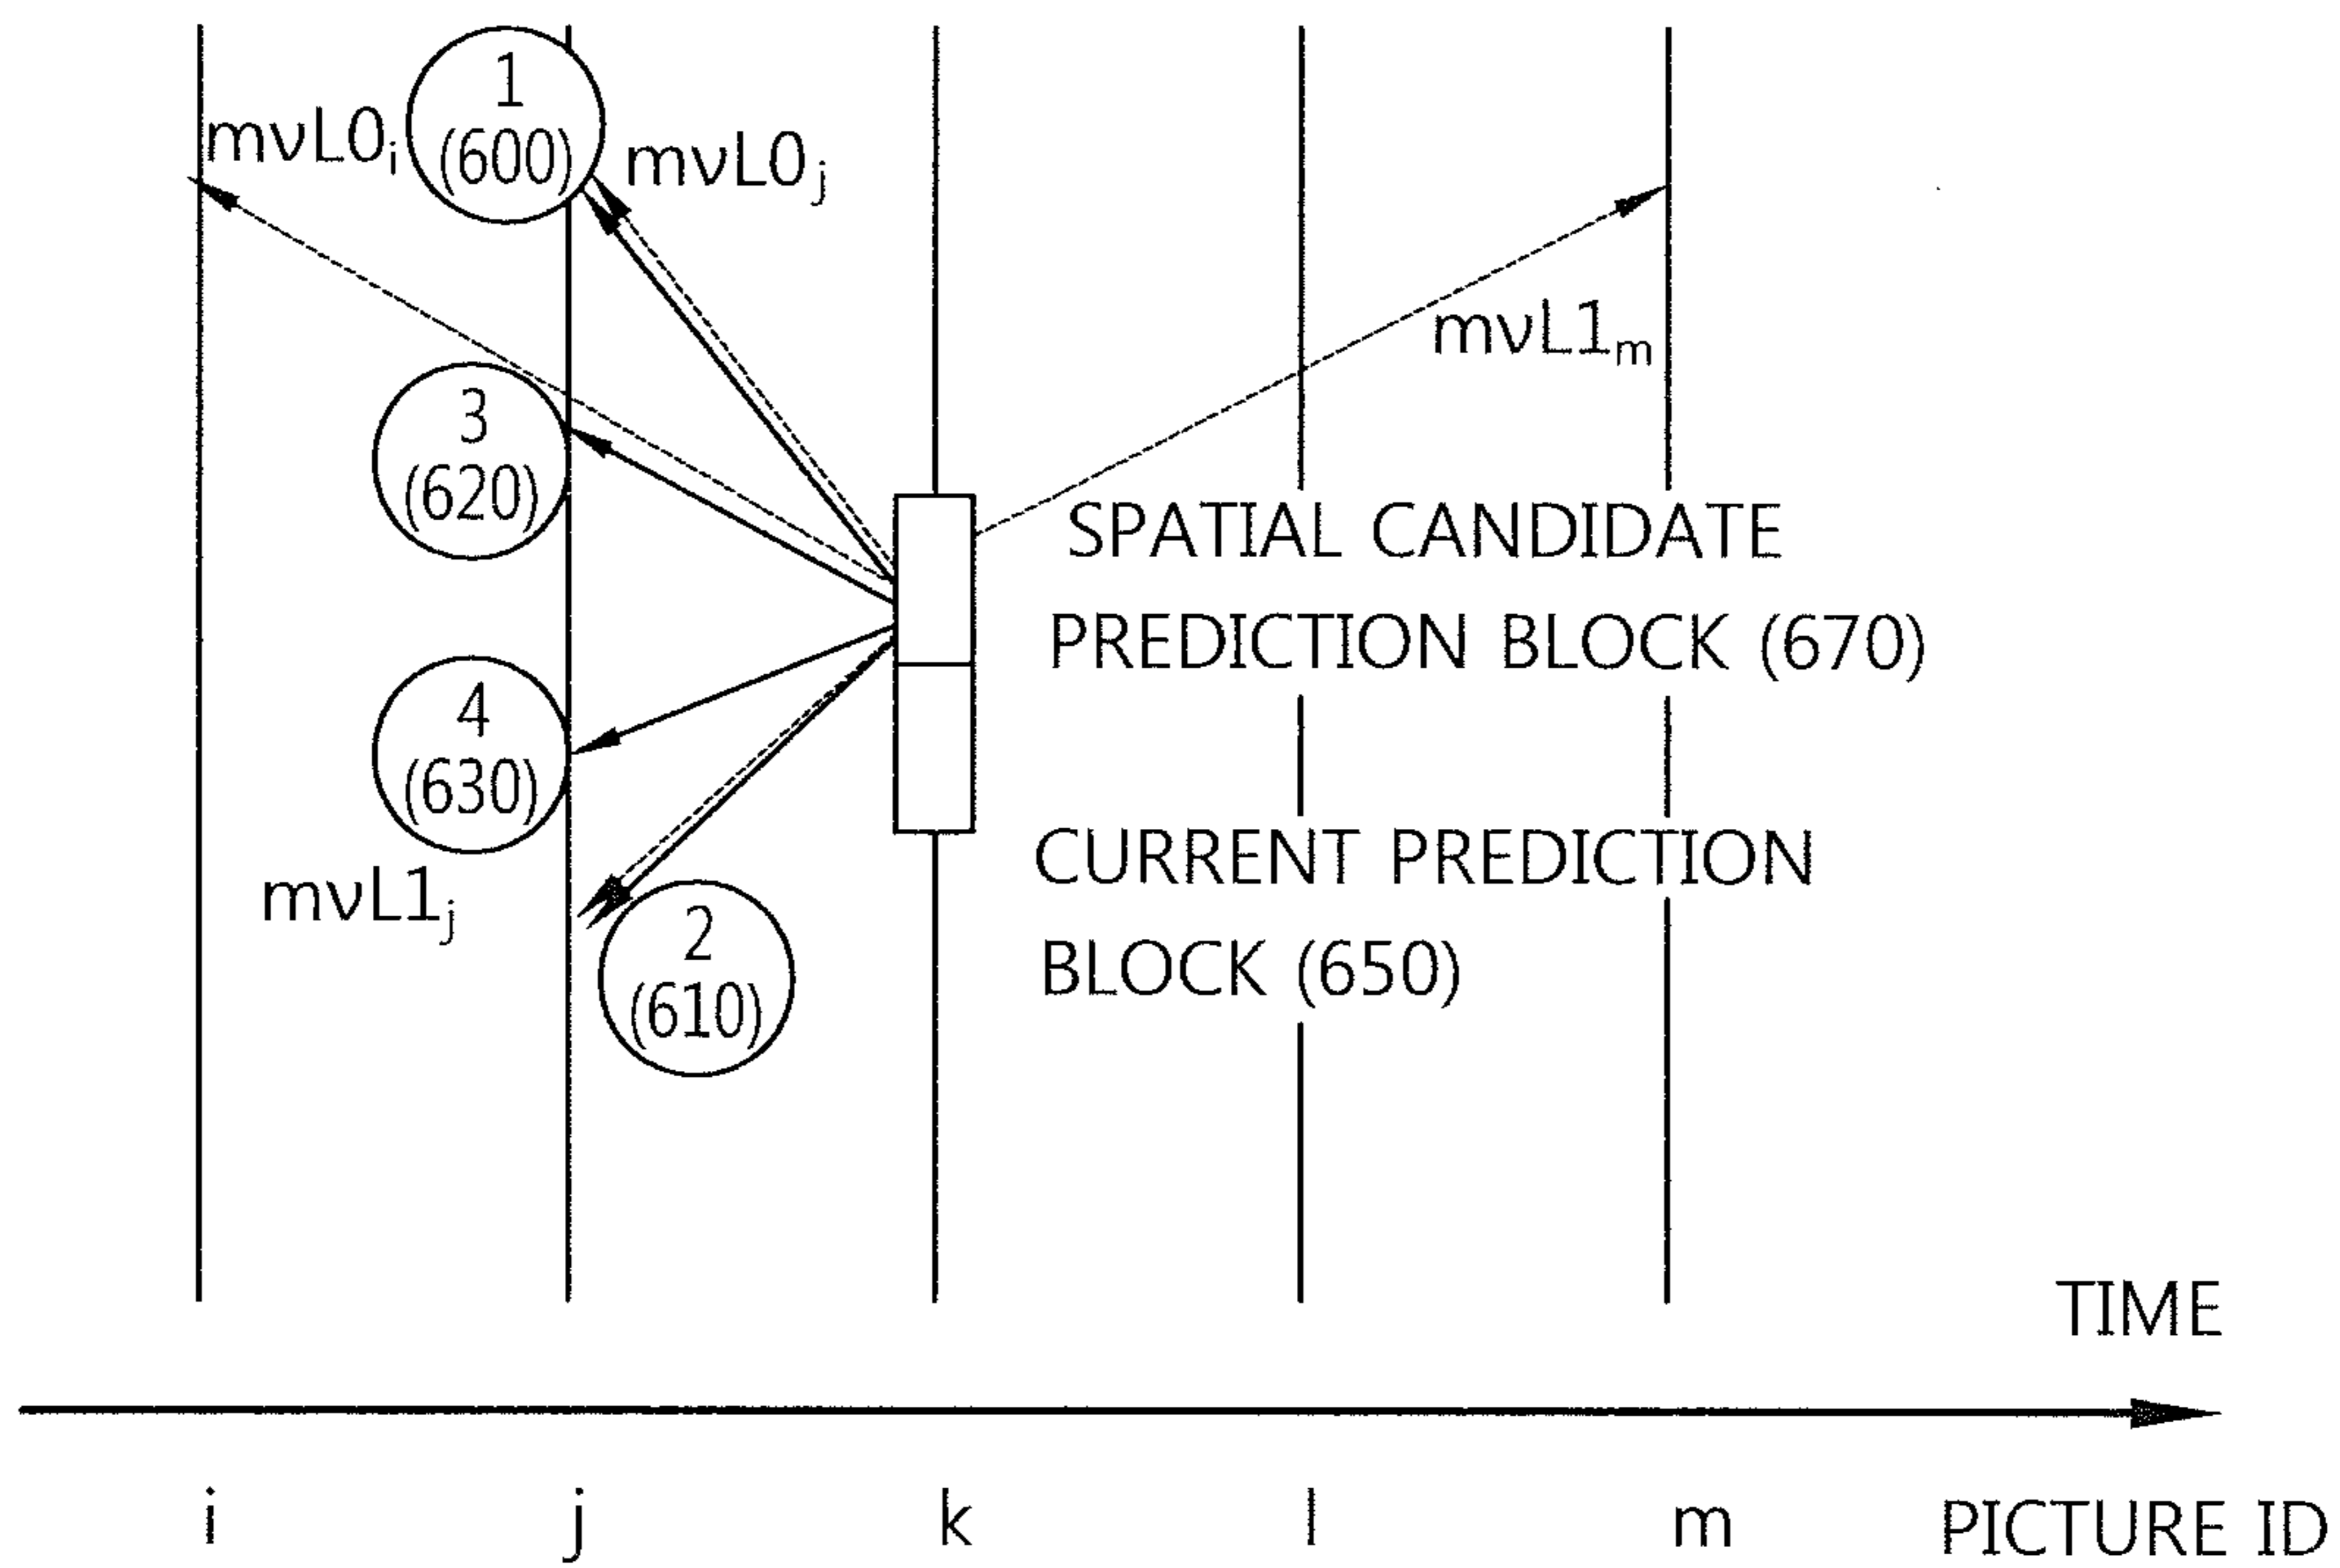 1
(600)
mvL0i
mvL0j
mvL1m
3
(620)
SPATIAL CANDIDATE
PREDICTION BLOCK (670)
4
(630)
mvL1j
CURRENT PREDICTION
BLOCK (650)
2
(610)
TIME
i j k l m PICTURE ID